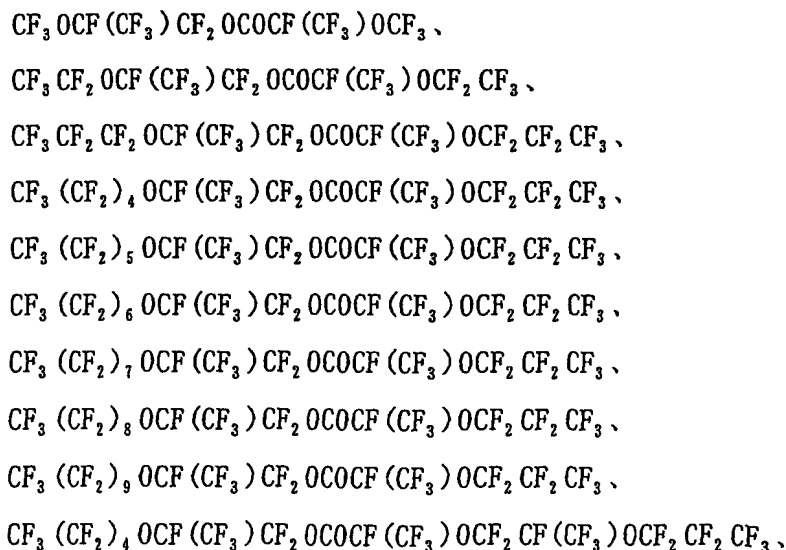 CF₃OCF(CF₃)CF₂OCOCF(CF₃)OCF₃、
CF₃CF₂OCF(CF₃)CF₂OCOCF(CF₃)OCF₂CF₃、
CF₃CF₂CF₂OCF(CF₃)CF₂OCOCF(CF₃)OCF₂CF₂CF₃、
CF₃(CF₂)₄OCF(CF₃)CF₂OCOCF(CF₃)OCF₂CF₂CF₃、
CF₃(CF₂)₅OCF(CF₃)CF₂OCOCF(CF₃)OCF₂CF₂CF₃、
CF₃(CF₂)₆OCF(CF₃)CF₂OCOCF(CF₃)OCF₂CF₂CF₃、
CF₃(CF₂)₇OCF(CF₃)CF₂OCOCF(CF₃)OCF₂CF₂CF₃、
CF₃(CF₂)₈OCF(CF₃)CF₂OCOCF(CF₃)OCF₂CF₂CF₃、
CF₃(CF₂)₉OCF(CF₃)CF₂OCOCF(CF₃)OCF₂CF₂CF₃、
CF₃(CF₂)₄OCF(CF₃)CF₂OCOCF(CF₃)OCF₂CF(CF₃)OCF₂CF₂CF₃、